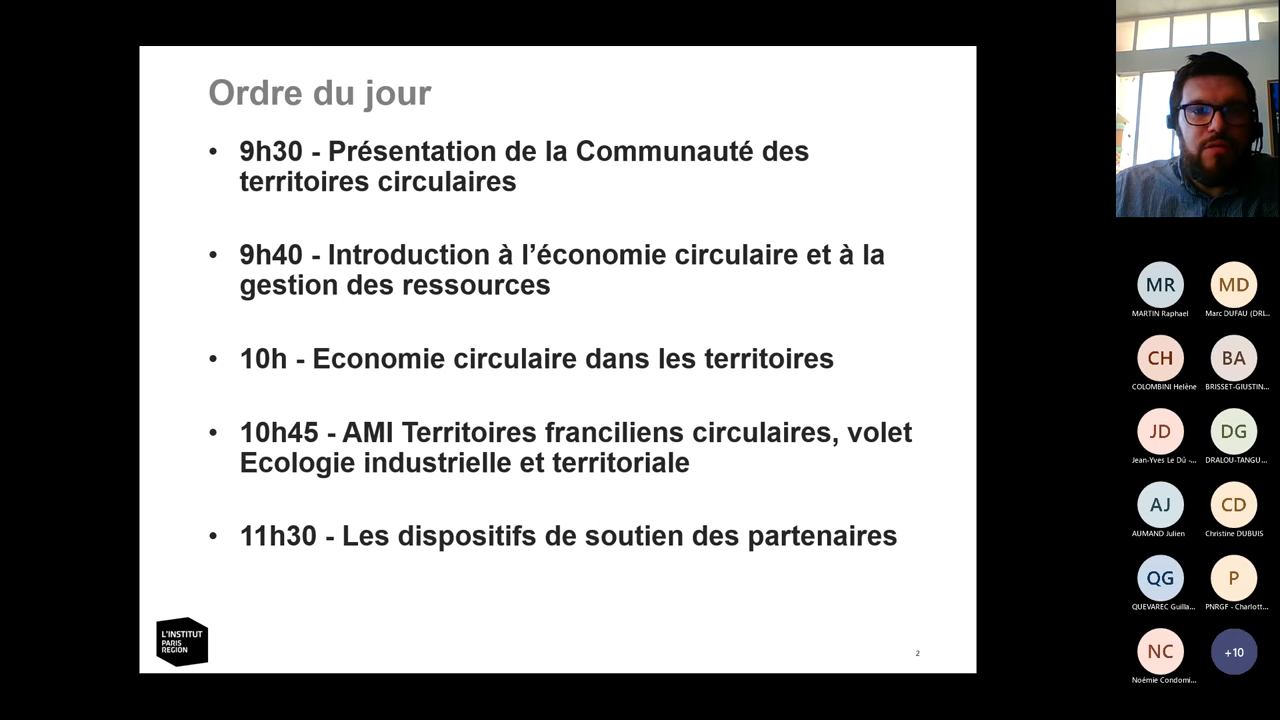 Ordre du jour
• 9h30 - Présentation de la Communauté des
territoires circulaires
• 9h40 - Introduction à l’économie circulaire et à la
gestion des ressources
• 10h - Economie circulaire dans les territoires
• 10h45 - AMI Territoires franciliens circulaires, volet
Ecologie industrielle et territoriale
• 11h30 - Les dispositifs de soutien des partenaires
L'INSTITUT
PARIS
REGION
2
MR MD
MARTIN Raphael Marc DUFAU (DRI...
CH BA
COLOMBINI Helène BRISSET-GIUSTIN...
JD DG
Jean-Yves Le Dû -... DRALOU-TANGU...
AJ CD
AUMAND Julien Christine DUBUIS
QG P
QUEVAREC Guilla... PNRGF - Charlott...
NC +10
Noémie Condomi...